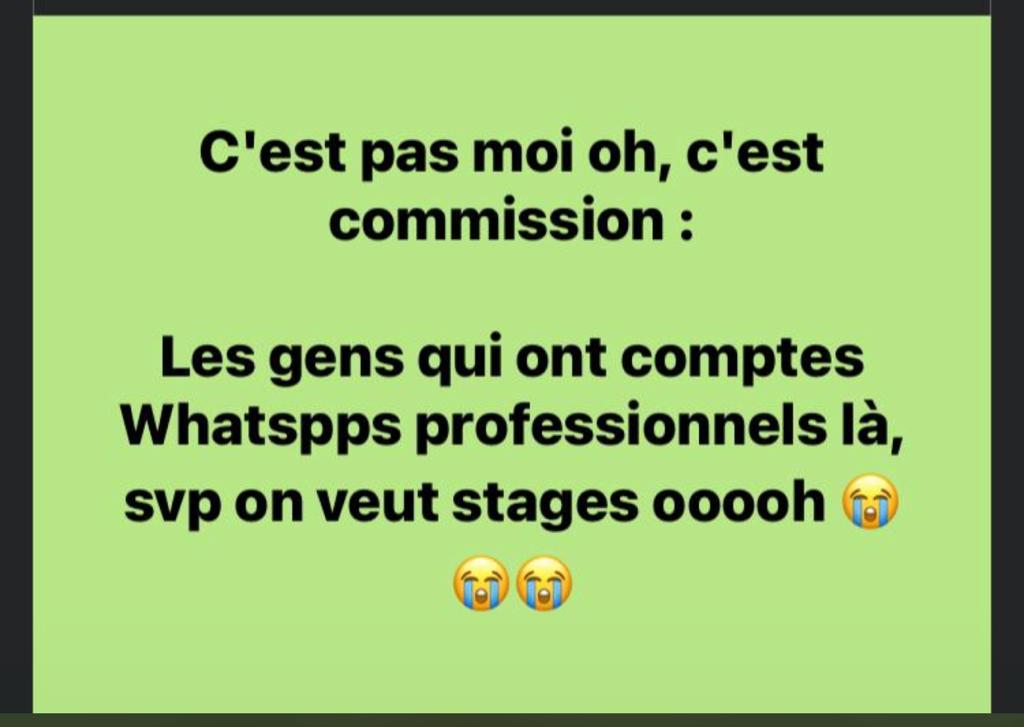 C'est pas moi oh, c'est
commission :
Les gens qui ont comptes
Whatspps professionnels là,
svp on veut stages ooooh 😭
😭😭